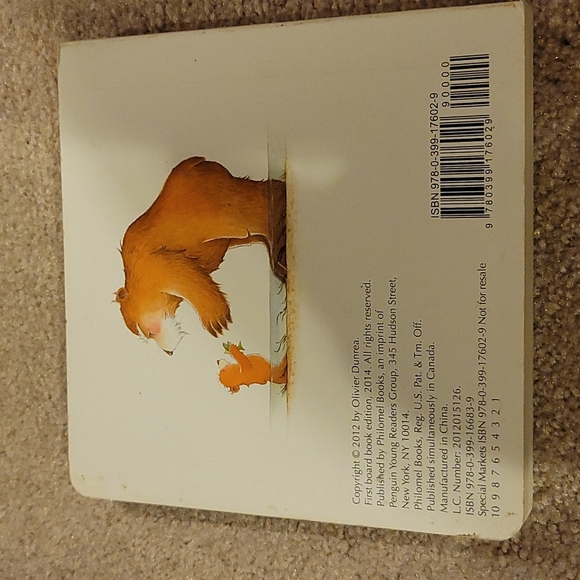 ISBN 978-0-399-17602-9
90000
9 780399 176029
Copyright © 2012 by Olivier Dunrea.
First board book edition, 2014. All rights reserved.
Published by Philomel Books, an imprint of
Penguin Young Readers Group, 345 Hudson Street,
New York, NY 10014.
Philomel Books, Reg. U.S. Pat. & Tm. Off.
Published simultaneously in Canada.
Manufactured in China.
L.C. Number: 2012015126.
ISBN 978-0-399-16683-9
Special Markets ISBN 978-0-399-17602-9 Not for resale
10 9 8 7 6 5 4 3 2 1